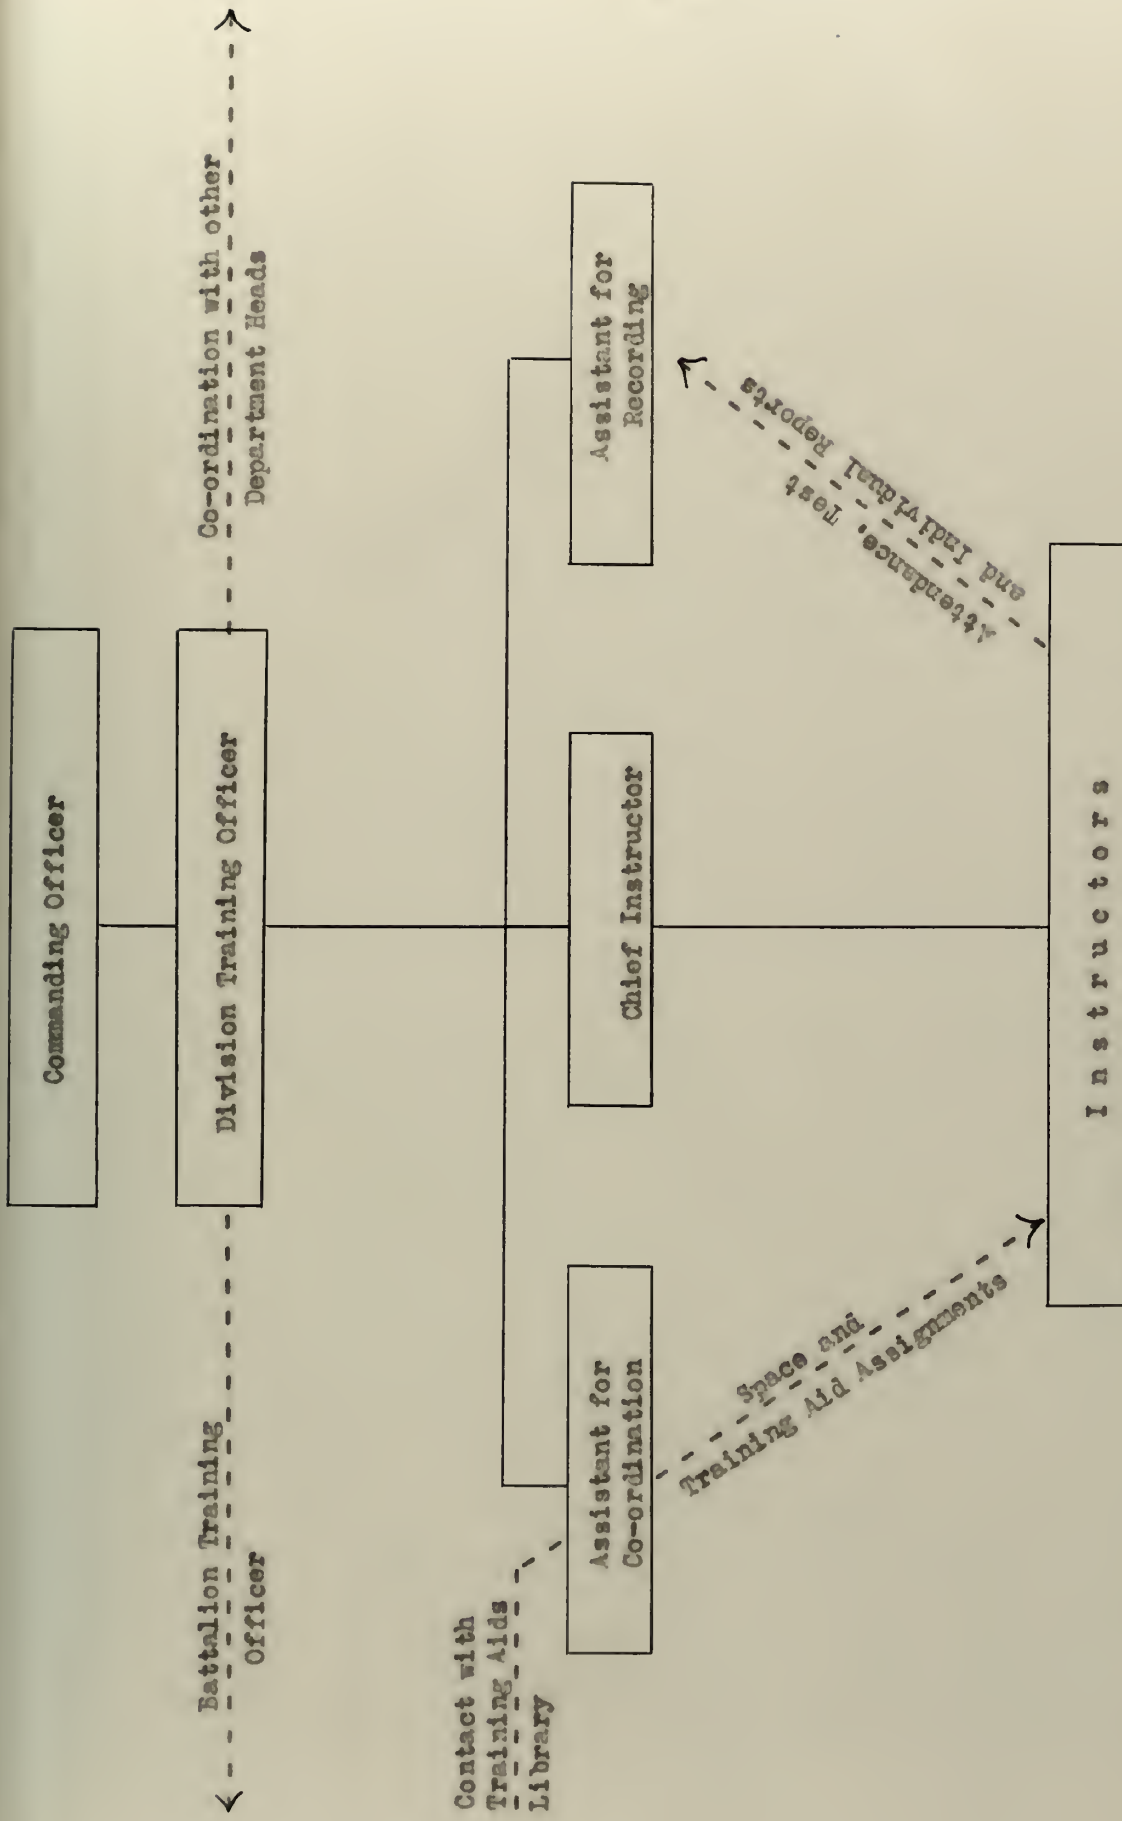 Commanding Officer
Battalion Training
Officer
Division Training Officer
Co-ordination with other
Department Heads
Contact with
Training Aids
Library
Assistant for
Co-ordination
Chief Instructor
Assistant for
Recording
Space and
Training Aid Assignments
Attendance, Test
and Individual Reports
Instructors